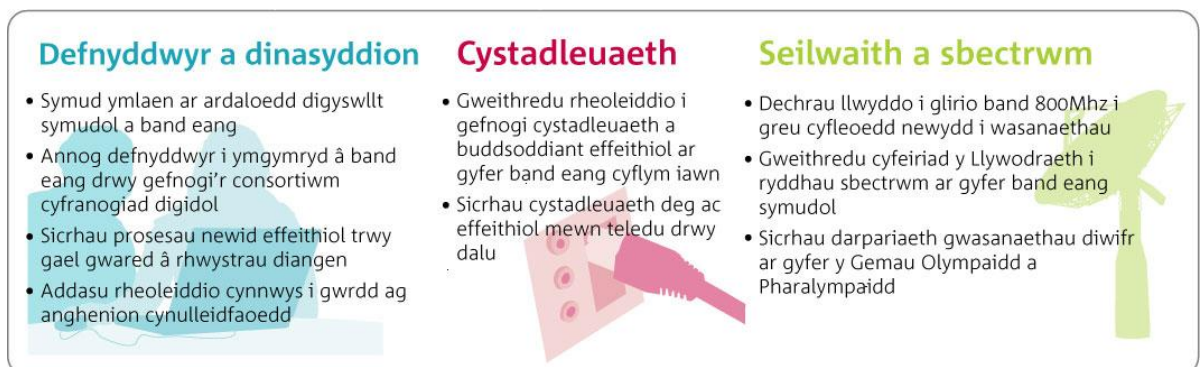 Defnyddwyr a dinasyddion
• Symud ymlaen ar ardaloedd digyswllt
symudol a band eang
• Annog defnyddwyr i ymgymryd â band
eang drwy gefnogi'r consortiwm
cyfranogiad digidol
• Sicrhau prosesau newid effeithiol trwy
gael gwared â rhwystrau diangen
• Addasu rheoleiddio cynnwys i gwrdd ag
anghenion cynulleidfaoedd
Cystadleuaeth
• Gweithredu rheoleiddio i
gefnogi cystadleuaeth a
buddsoddiant effeithiol ar
gyfer band eang cyflym iawn
• Sicrhau cystadleuaeth deg ac
effeithiol mewn teledu drwy
dalu
Seilwaith a sbectrwm
• Dechrau llwyddo i glirio band 800Mhz i
greu cyfleoedd newydd i wasanaethau
• Gweithredu cyfeiriad y Llywodraeth i
ryddhau sbectrwm ar gyfer band eang
symudol
• Sicrhau darpariaeth gwasanaethau diwifr
ar gyfer y Gemau Olympaidd a
Pharalympaidd